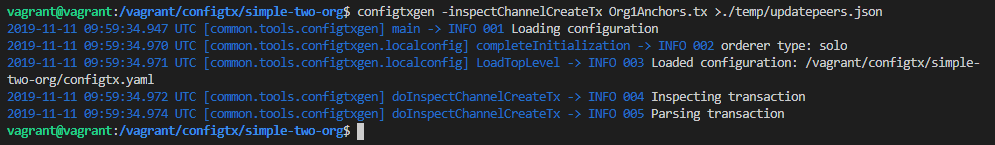 vagrant@vagrant:/vagrant/configtx/simple-two-org$ configtxgen -inspectChannelCreateTx Org1Anchors.tx >./temp/updatepeers.json
2019-11-11 09:59:34.947 UTC [common.tools.configtxgen] main -> INFO 001 Loading configuration
2019-11-11 09:59:34.970 UTC [common.tools.configtxgen.localconfig] completeInitialization -> INFO 002 orderer type: solo
2019-11-11 09:59:34.971 UTC [common.tools.configtxgen.localconfig] LoadTopLevel -> INFO 003 Loaded configuration: /vagrant/configtx/simple-
two-org/configtx.yaml
2019-11-11 09:59:34.972 UTC [common.tools.configtxgen] doInspectChannelCreateTx -> INFO 004 Inspecting transaction
2019-11-11 09:59:34.974 UTC [common.tools.configtxgen] doInspectChannelCreateTx -> INFO 005 Parsing transaction
vagrant@vagrant:/vagrant/configtx/simple-two-org$